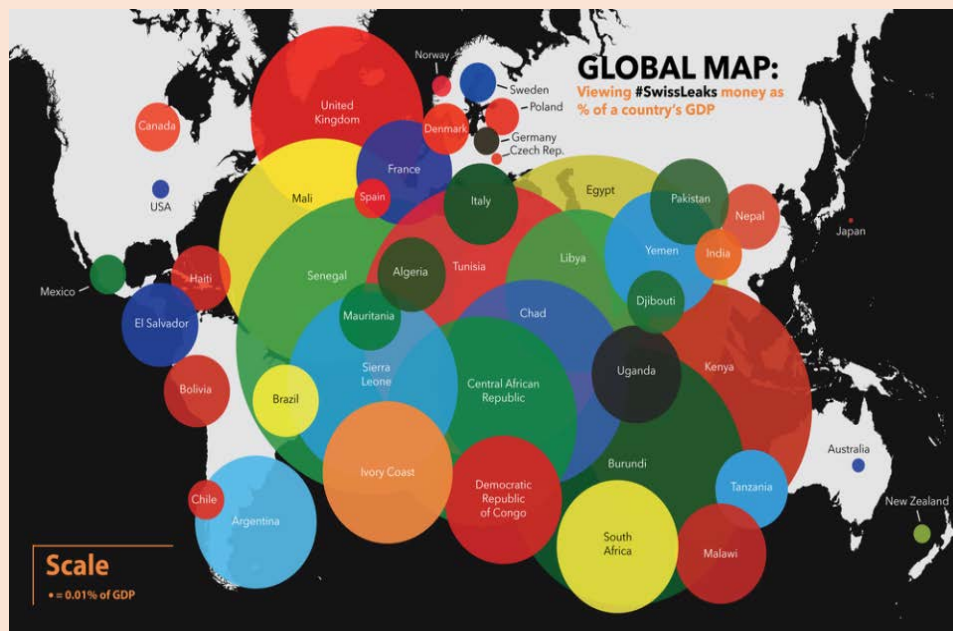 GLOBAL MAP:
Viewing #SwissLeaks money as
% of a country's GDP
Norway
Sweden
Poland
Germany
Czech Rep.
Denmark
United
Kingdom
Canada
USA
France
Spain
Mali
Italy
Egypt
Pakistan
Nepal
India
Japan
Yemen
Libya
Tunisia
Algeria
Senegal
Haiti
Mexico
El Salvador
Mauritania
Djibouti
Chad
Sierra
Leone
Central African
Republic
Uganda
Kenya
Bolivia
Brazil
Ivory Coast
Burundi
Australia
Democratic
Republic
of Congo
Tanzania
New Zealand
Chile
Argentina
South
Africa
Malawi
Scale
• = 0.01% of GDP